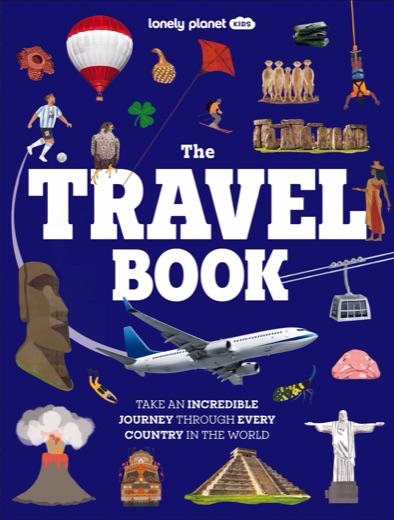 lonely planet KIDS
The
TRAVEL
BOOK
TAKE AN INCREDIBLE
JOURNEY THROUGH EVERY
COUNTRY IN THE WORLD